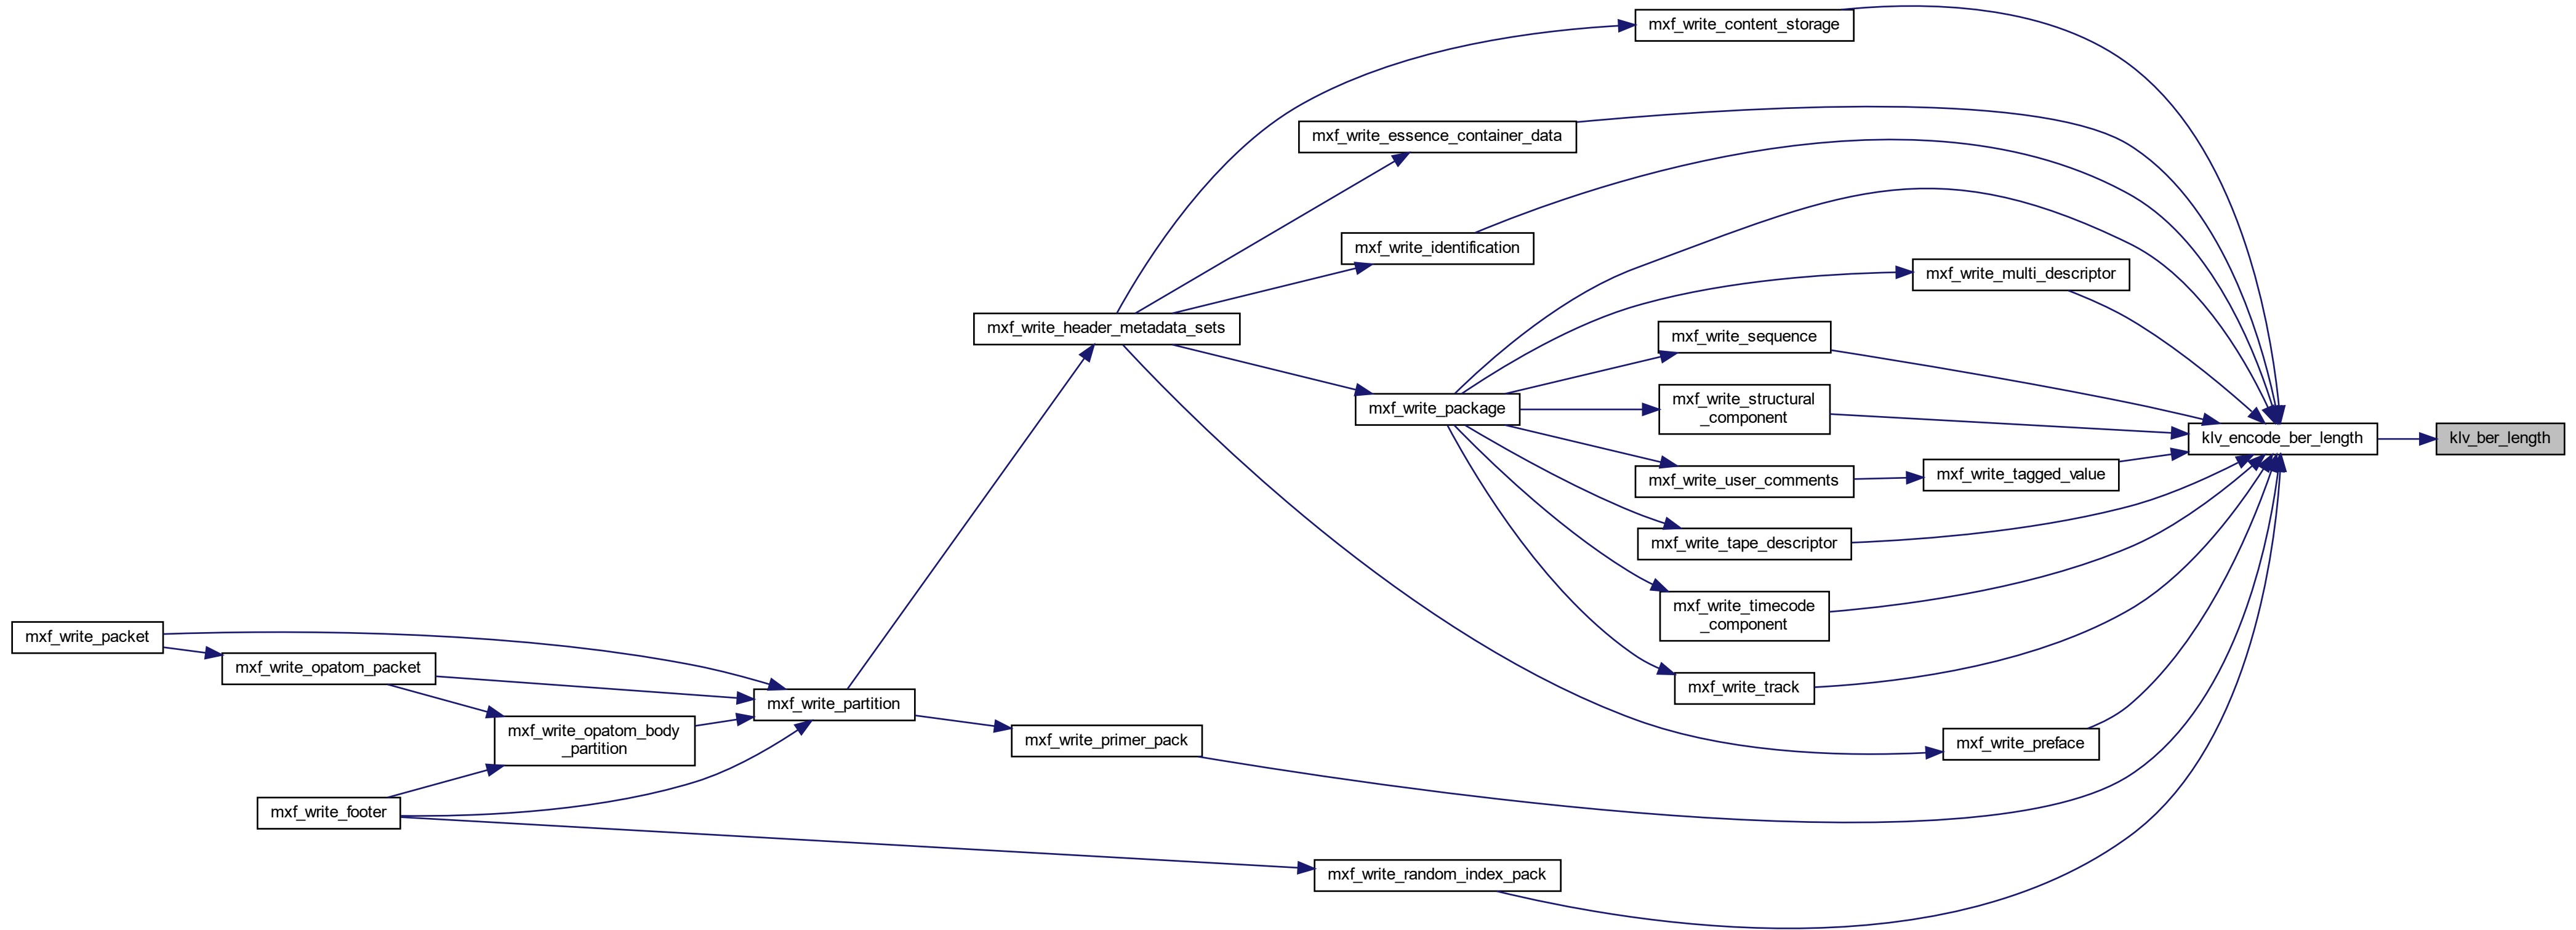 mxf_write_content_storage
mxf_write_essence_container_data
mxf_write_identification
mxf_write_multi_descriptor
mxf_write_header_metadata_sets
mxf_write_sequence
mxf_write_package
mxf_write_structural
_component
klv_encode_ber_length
klv_ber_length
mxf_write_user_comments
mxf_write_tagged_value
mxf_write_tape_descriptor
mxf_write_timecode
_component
mxf_write_packet
mxf_write_opatom_packet
mxf_write_track
mxf_write_partition
mxf_write_opatom_body
_partition
mxf_write_primer_pack
mxf_write_preface
mxf_write_footer
mxf_write_random_index_pack